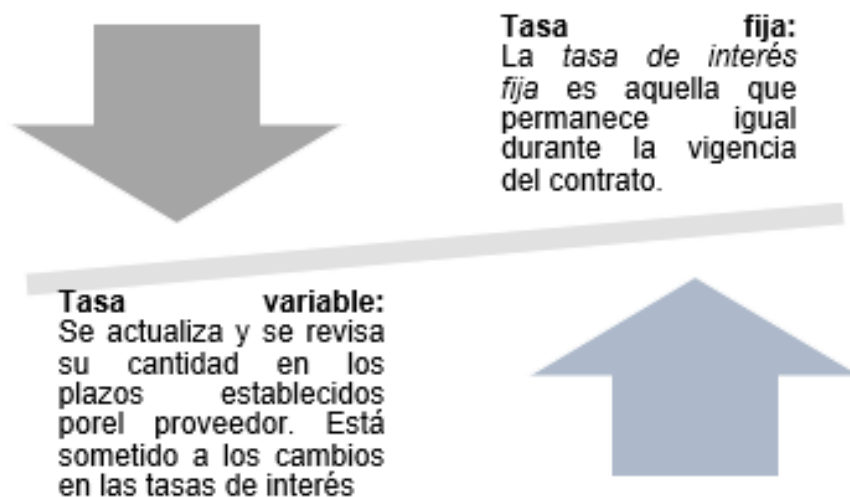 Tasa fija:
La tasa de interés
fija es aquella que
permanece igual
durante la vigencia
del contrato.
Tasa variable:
Se actualiza y se revisa
su cantidad en los
plazos establecidos
porel proveedor. Está
sometido a los cambios
en las tasas de interés